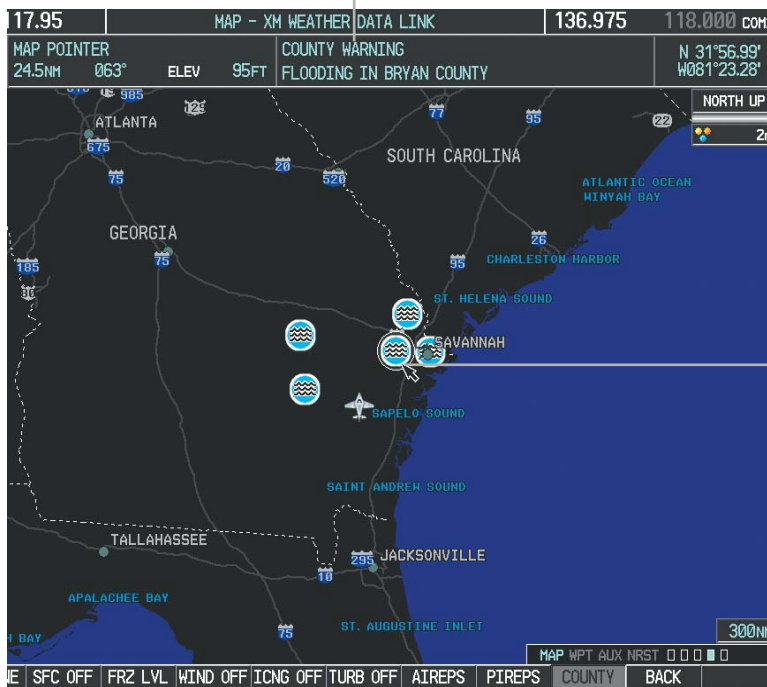 17.95 MAP - XM WEATHER DATA LINK 136.975 118.000 COM
MAP POINTER COUNTY WARNING N 31°56.99'
24.5NM 063° ELEV 95FT FLOODING IN BRYAN COUNTY W081°23.28'
NORTH UP
985
129
ATLANTA
77
95
22
675
SOUTH CAROLINA
20
520
75
ATLANTIC OCEAN
WINYAH BAY
GEORGIA
26
75
95
CHARLESTON HARBOR
185
80
ST. HELENA SOUND
SAVANNAH
SAPELO SOUND
SAINT ANDREW SOUND
TALLAHASSEE
295
JACKSONVILLE
10
APALACHEE BAY
75
ST. AUGUSTINE INLET
300NM
H BAY
MAP WPT AUX NRST
NE SFC OFF FRZ LVL WIND OFF ICNG OFF TURB OFF AIREPS PIREPS COUNTY BACK